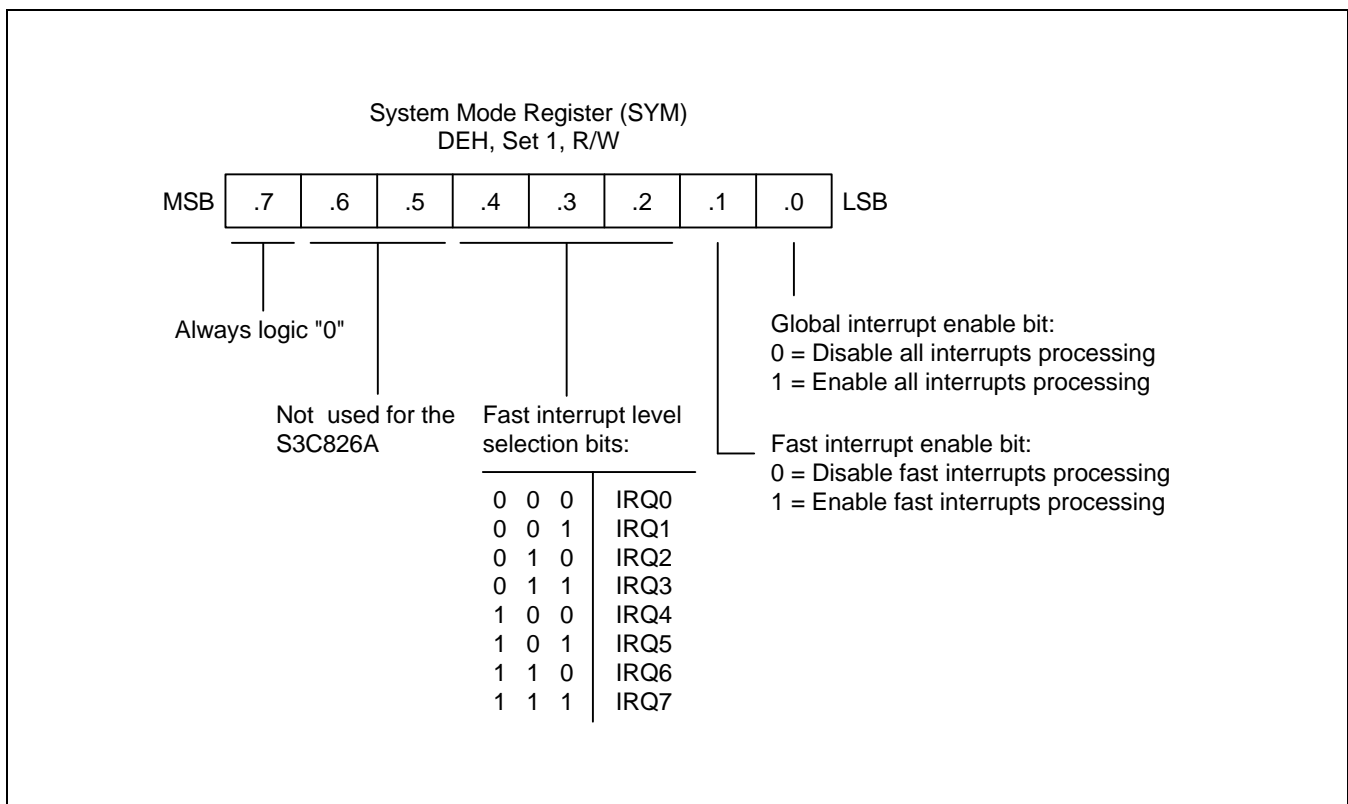 System Mode Register (SYM)
DEH, Set 1, R/W
MSB .7 .6 .5 .4 .3 .2 .1 .0 LSB
Always logic "0"
Not used for the
S3C826A
Fast interrupt level
selection bits:
0 0 0 IRQ0
0 0 1 IRQ1
0 1 0 IRQ2
0 1 1 IRQ3
1 0 0 IRQ4
1 0 1 IRQ5
1 1 0 IRQ6
1 1 1 IRQ7
Global interrupt enable bit:
0 = Disable all interrupts processing
1 = Enable all interrupts processing
Fast interrupt enable bit:
0 = Disable fast interrupts processing
1 = Enable fast interrupts processing